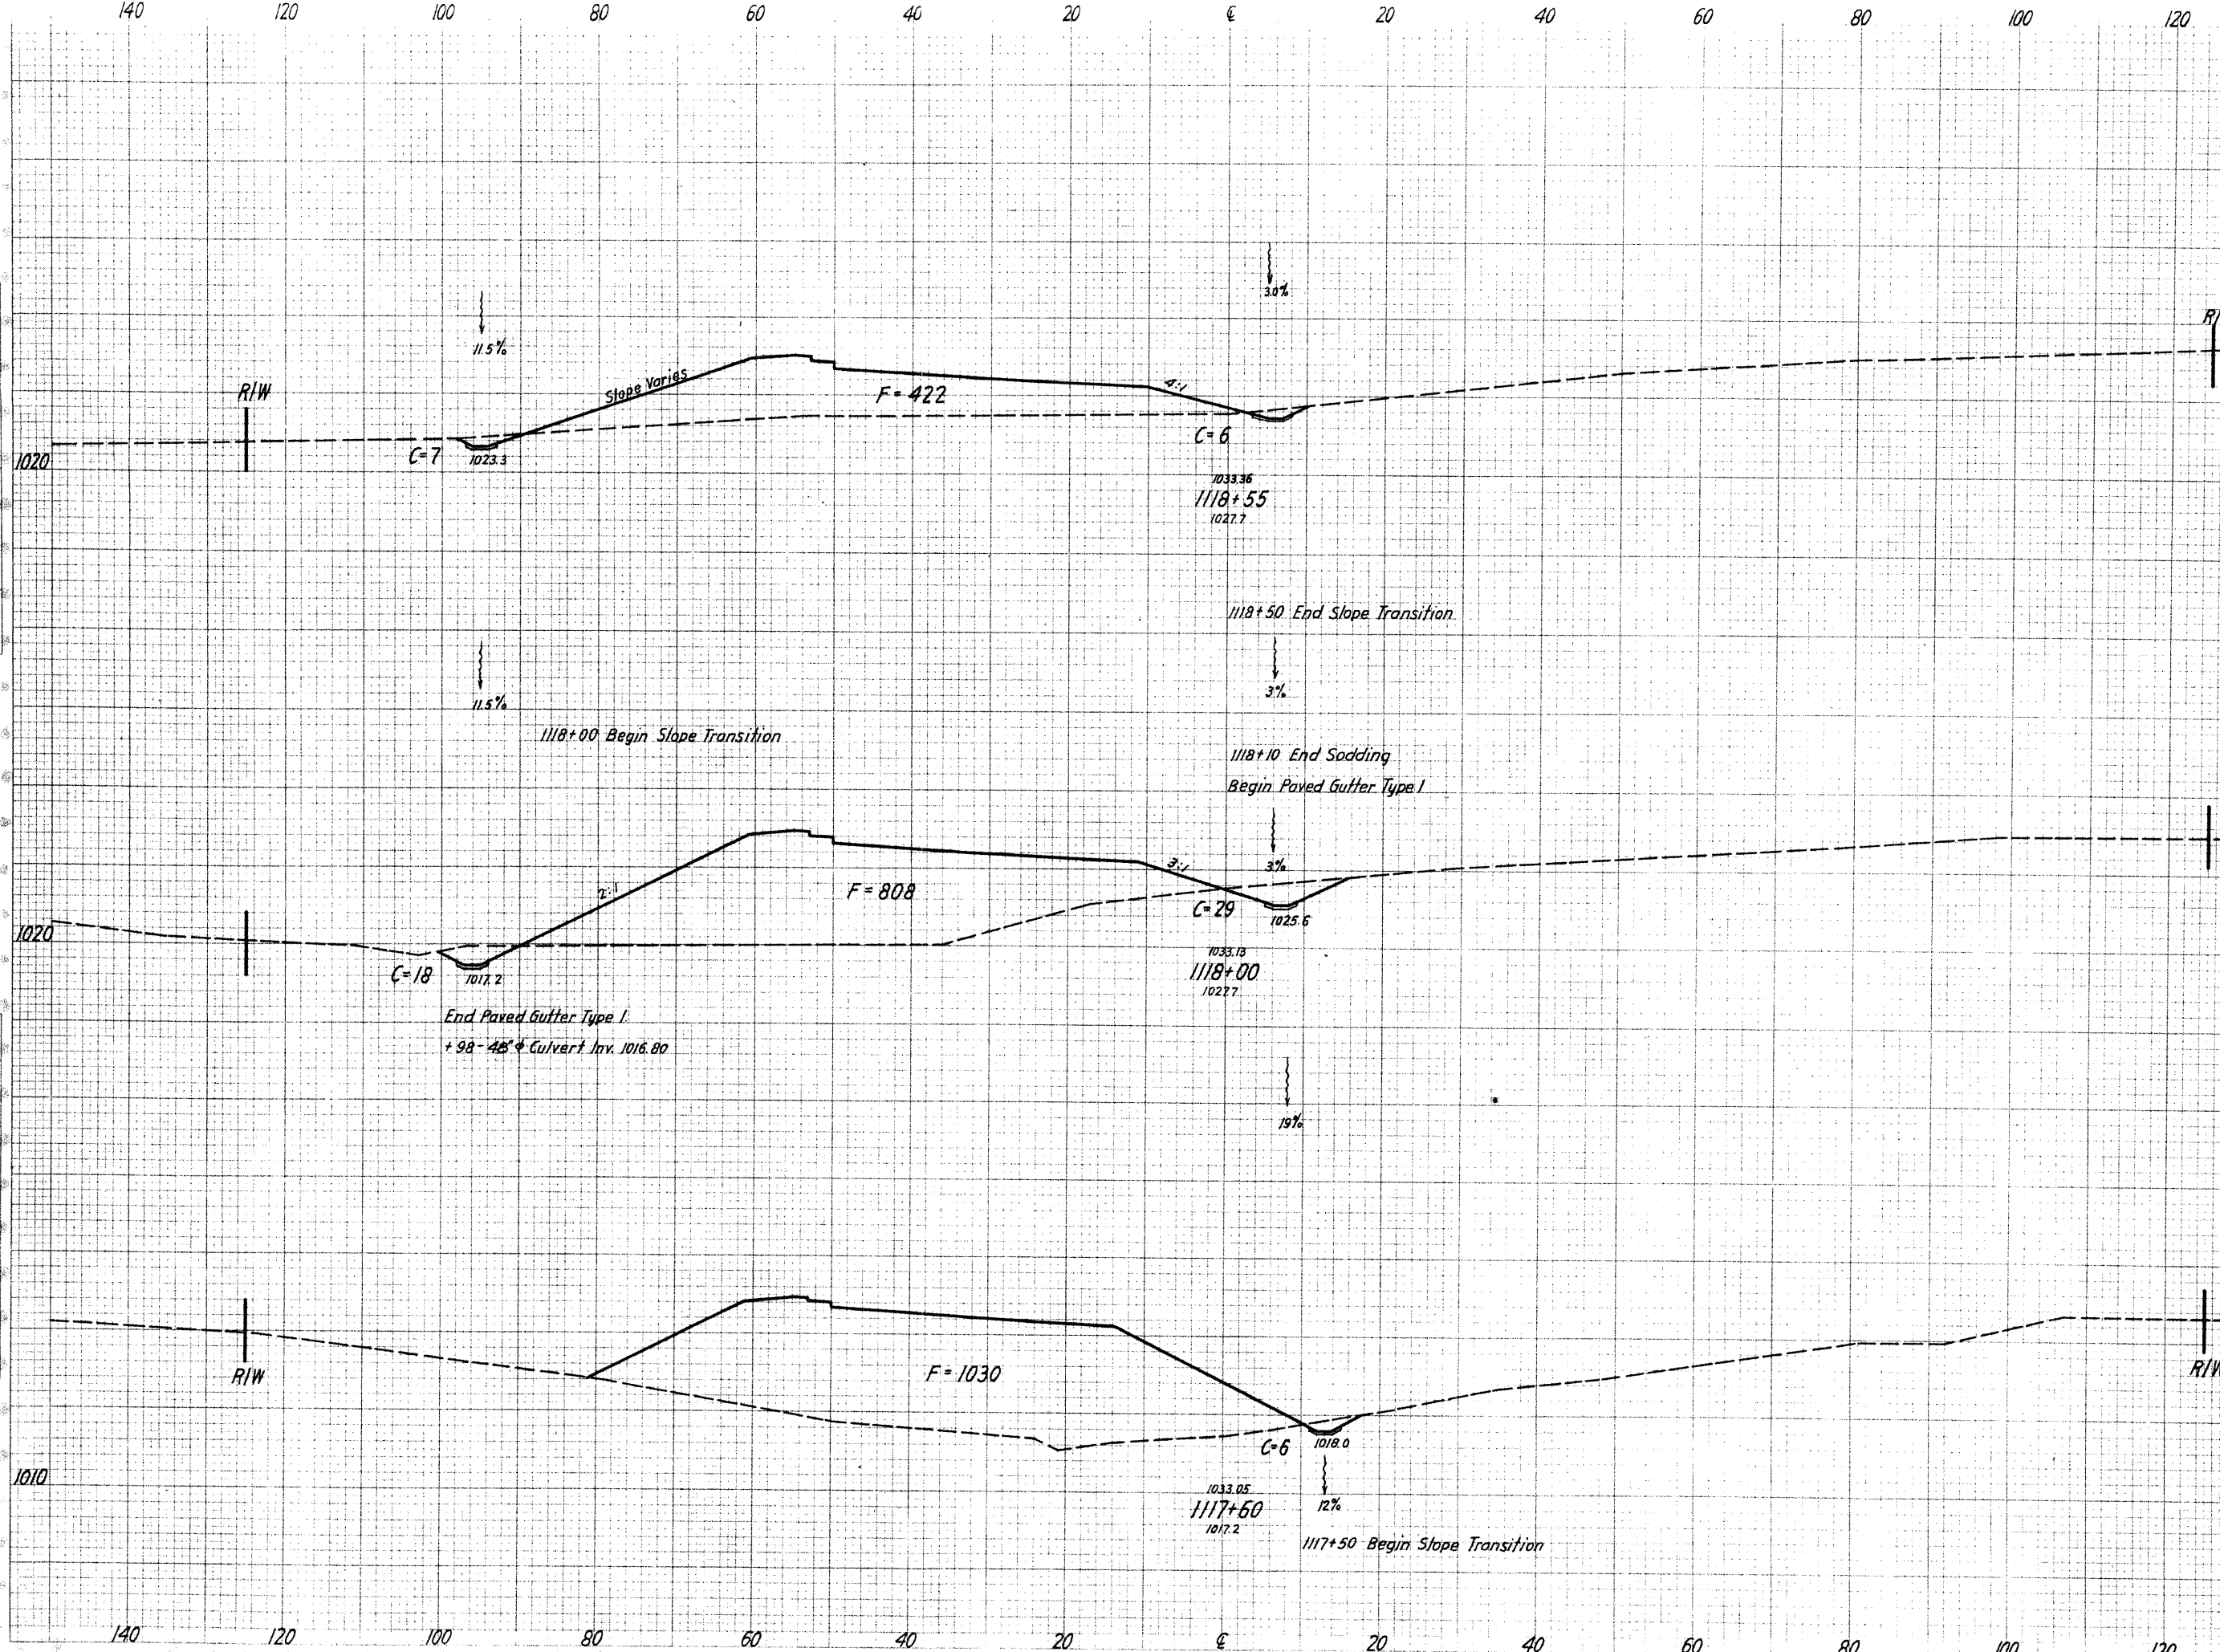 140 120 100 80 60 40 20 ℄ 20 40 60 80 100 120
3.0%
11.5%
R/
R/W
Slope Varies
F = 422
4:1
C = 6
C = 7
1023.3
1020
1033.36
1118+55
1027.7
1118+50 End Slope Transition
3%
11.5%
1118+00 Begin Slope Transition
1118+10 End Sodding
Begin Paved Gutter Type 1
3%
3:1
2:1
F = 808
C = 29
1025.6
1020
1033.13
1118+00
1027.7
C = 18
1017.2
End Paved Gutter Type 1
+98 - 48"ϕ Culvert Inv. 1016.80
19%
R/W
R/W
F = 1030
C = 6
1018.0
1010
1033.05
1117+60
1017.2
12%
1117+50 Begin Slope Transition
140 120 100 80 60 40 20 ℄ 20 40 60 80 100 120